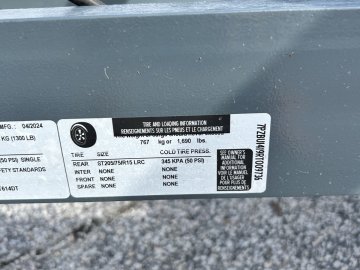 MFG.: 04/2024
KG (1300 LB)
(50 PSI) SINGLE
FETY STANDARDS
614DT
TIRE AND LOADING INFORMATION
RENSEIGNEMENTS SUR LES PNEUS ET LE CHARGEMENT
767 kg or 1,690 lbs.
TIRE SIZE COLD TIRE PRESS.
REAR ST205/75R15 LRC 345 KPA (50 PSI)
INTER NONE NONE
FRONT NONE NONE
SPARE NONE NONE
SEE OWNER'S
MANUAL FOR
ADDITIONAL
INFORMATION
VOIR LE MANUEL
DE L'USAGER
POUR PLUS DE
RENSEIGNEMENTS